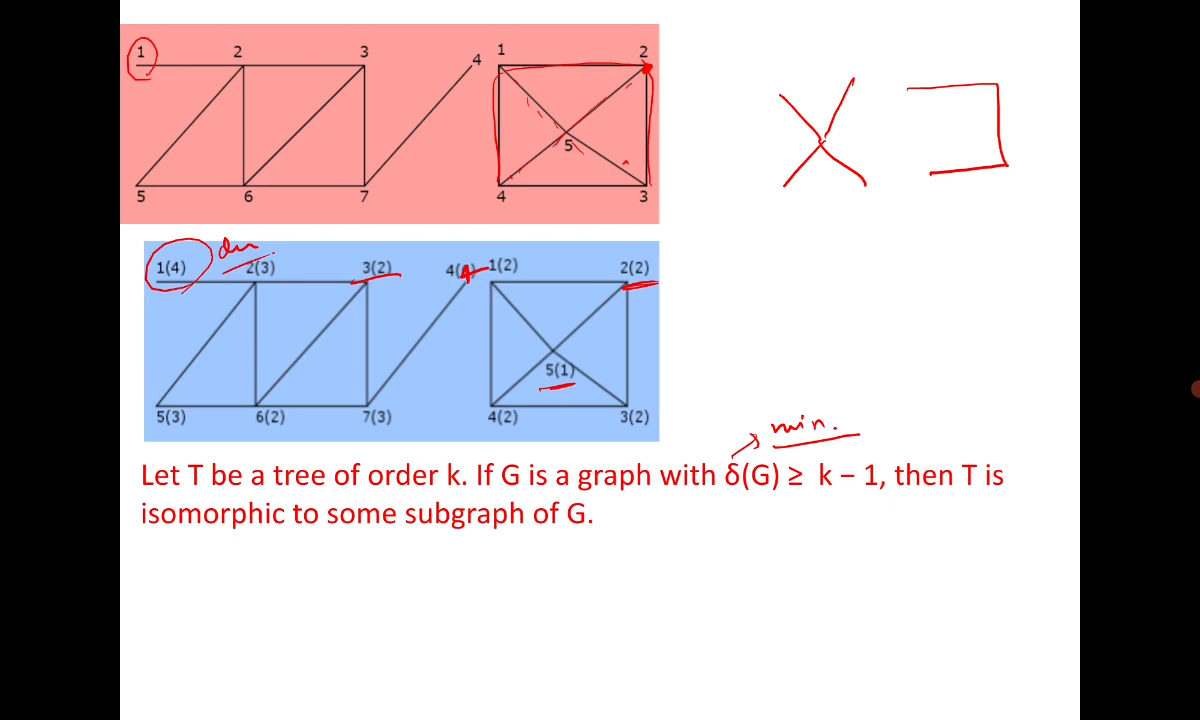 1 2 3 4 1 2
5
5 6 7 4 3
1(4) 2(3) 3(2) 4(4) 1(2) 2(2)
5(1)
5(3) 6(2) 7(3) 4(2) 3(2)
min.
Let T be a tree of order k. If G is a graph with δ(G) ≥ k − 1, then T is
isomorphic to some subgraph of G.